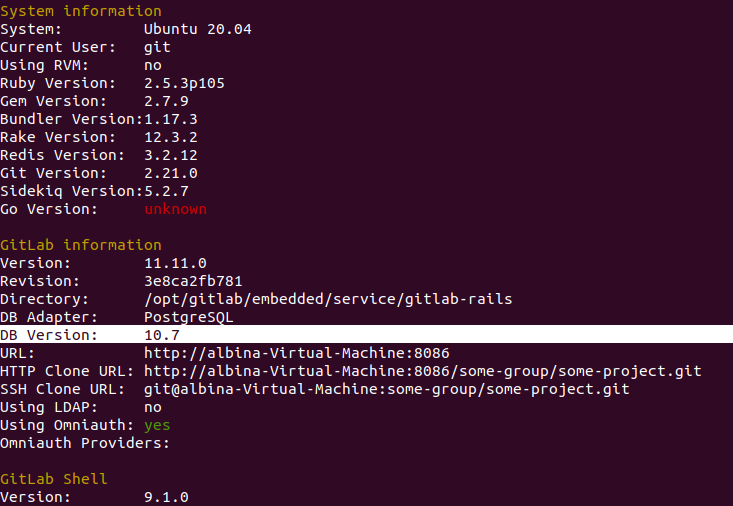 System information
System: Ubuntu 20.04
Current User: git
Using RVM: no
Ruby Version: 2.5.3p105
Gem Version: 2.7.9
Bundler Version:1.17.3
Rake Version: 12.3.2
Redis Version: 3.2.12
Git Version: 2.21.0
Sidekiq Version:5.2.7
Go Version: unknown

GitLab information
Version: 11.11.0
Revision: 3e8ca2fb781
Directory: /opt/gitlab/embedded/service/gitlab-rails
DB Adapter: PostgreSQL
DB Version: 10.7
URL: http://albina-Virtual-Machine:8086
HTTP Clone URL: http://albina-Virtual-Machine:8086/some-group/some-project.git
SSH Clone URL: git@albina-Virtual-Machine:some-group/some-project.git
Using LDAP: no
Using Omniauth: yes
Omniauth Providers:

GitLab Shell
Version: 9.1.0